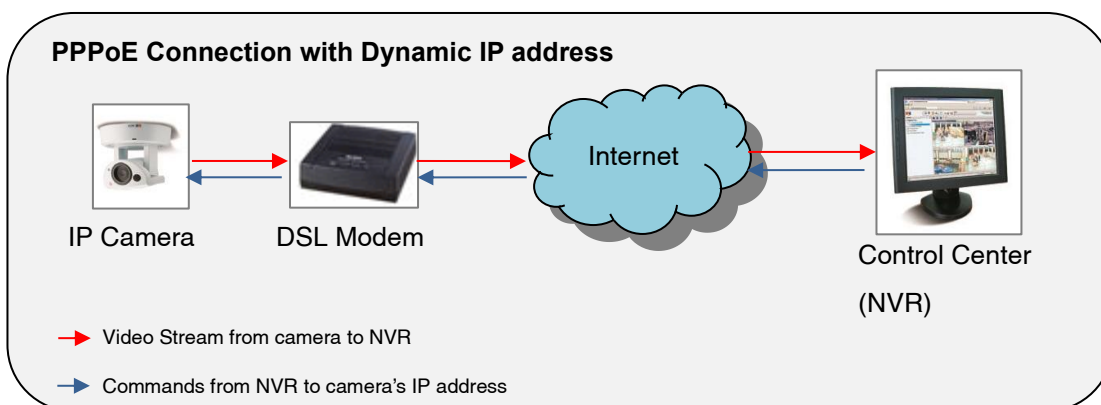 PPPoE Connection with Dynamic IP address
Internet
IP Camera
DSL Modem
Control Center
(NVR)
Video Stream from camera to NVR
Commands from NVR to camera's IP address